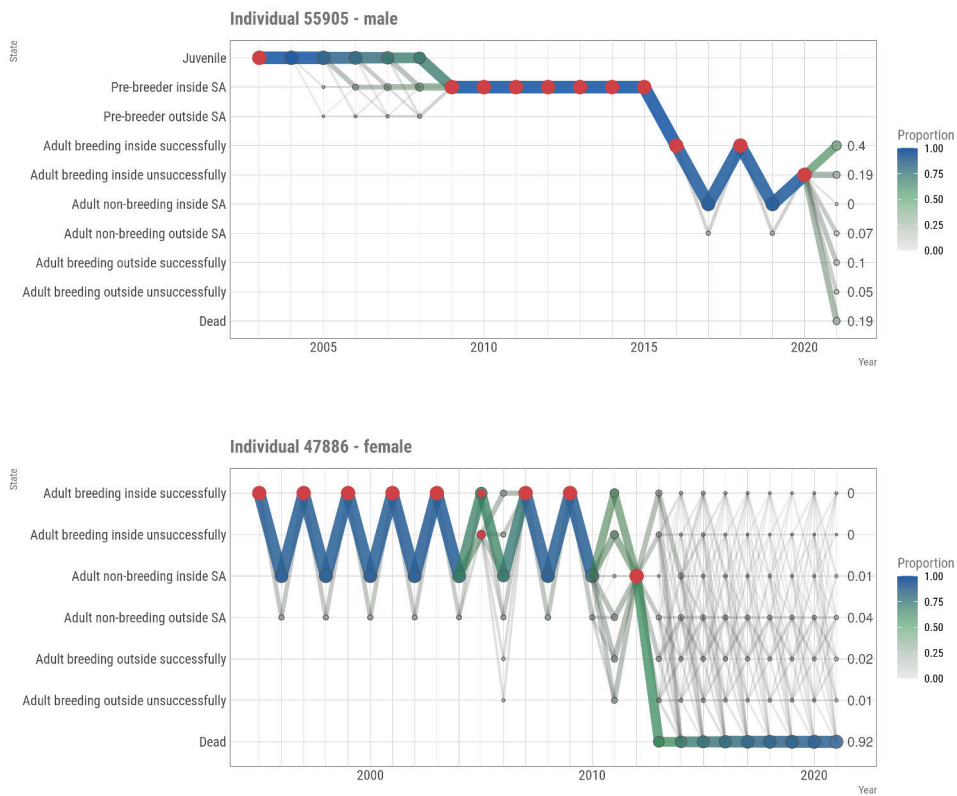 Individual 55905 - male
State
Juvenile
Pre-breeder inside SA
Pre-breeder outside SA
Adult breeding inside successfully
Adult breeding inside unsuccessfully
Adult non-breeding inside SA
Adult non-breeding outside SA
Adult breeding outside successfully
Adult breeding outside unsuccessfully
Dead
0.4
0.19
0
0.07
0.1
0.05
0.19
2005 2010 2015 2020
Year
Proportion
1.00
0.75
0.50
0.25
0.00
Individual 47886 - female
State
Adult breeding inside successfully
Adult breeding inside unsuccessfully
Adult non-breeding inside SA
Adult non-breeding outside SA
Adult breeding outside successfully
Adult breeding outside unsuccessfully
Dead
0
0
0.01
0.04
0.02
0.01
0.92
2000 2010 2020
Year
Proportion
1.00
0.75
0.50
0.25
0.00